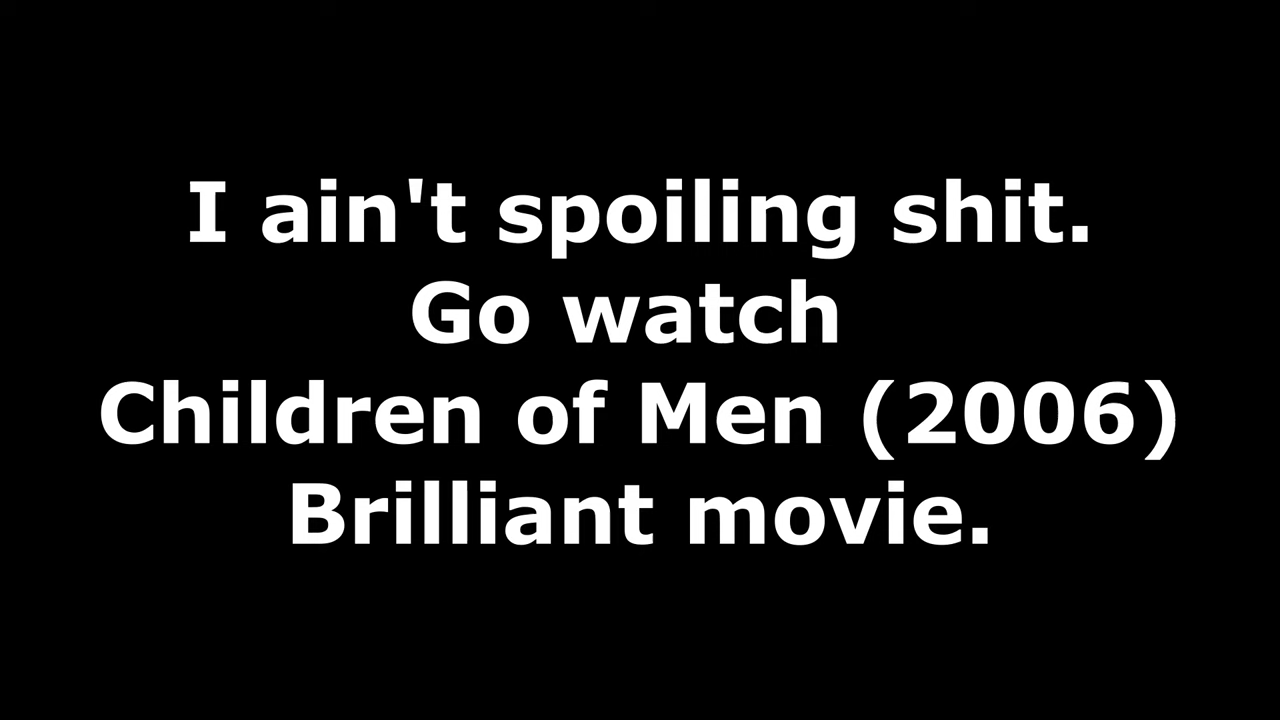 I ain't spoiling shit.
Go watch
Children of Men (2006)
Brilliant movie.